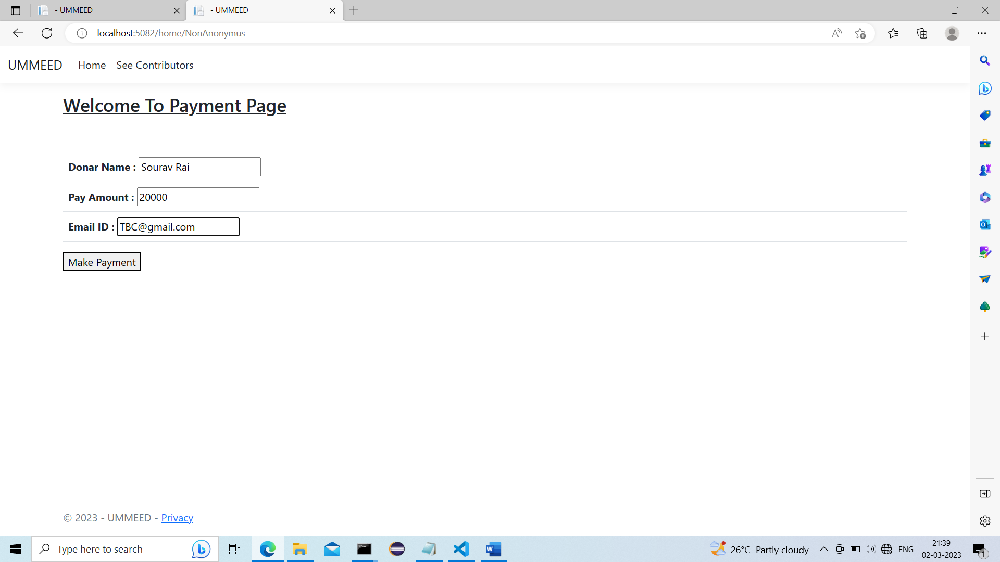 - UMMEED
- UMMEED
localhost:5082/home/NonAnonymus
UMMEED Home See Contributors
Welcome To Payment Page
Donar Name : Sourav Rai
Pay Amount : 20000
Email ID : TBC@gmail.com
Make Payment
© 2023 - UMMEED - Privacy
Type here to search
26°C Partly cloudy
ENG
21:39
02-03-2023
1